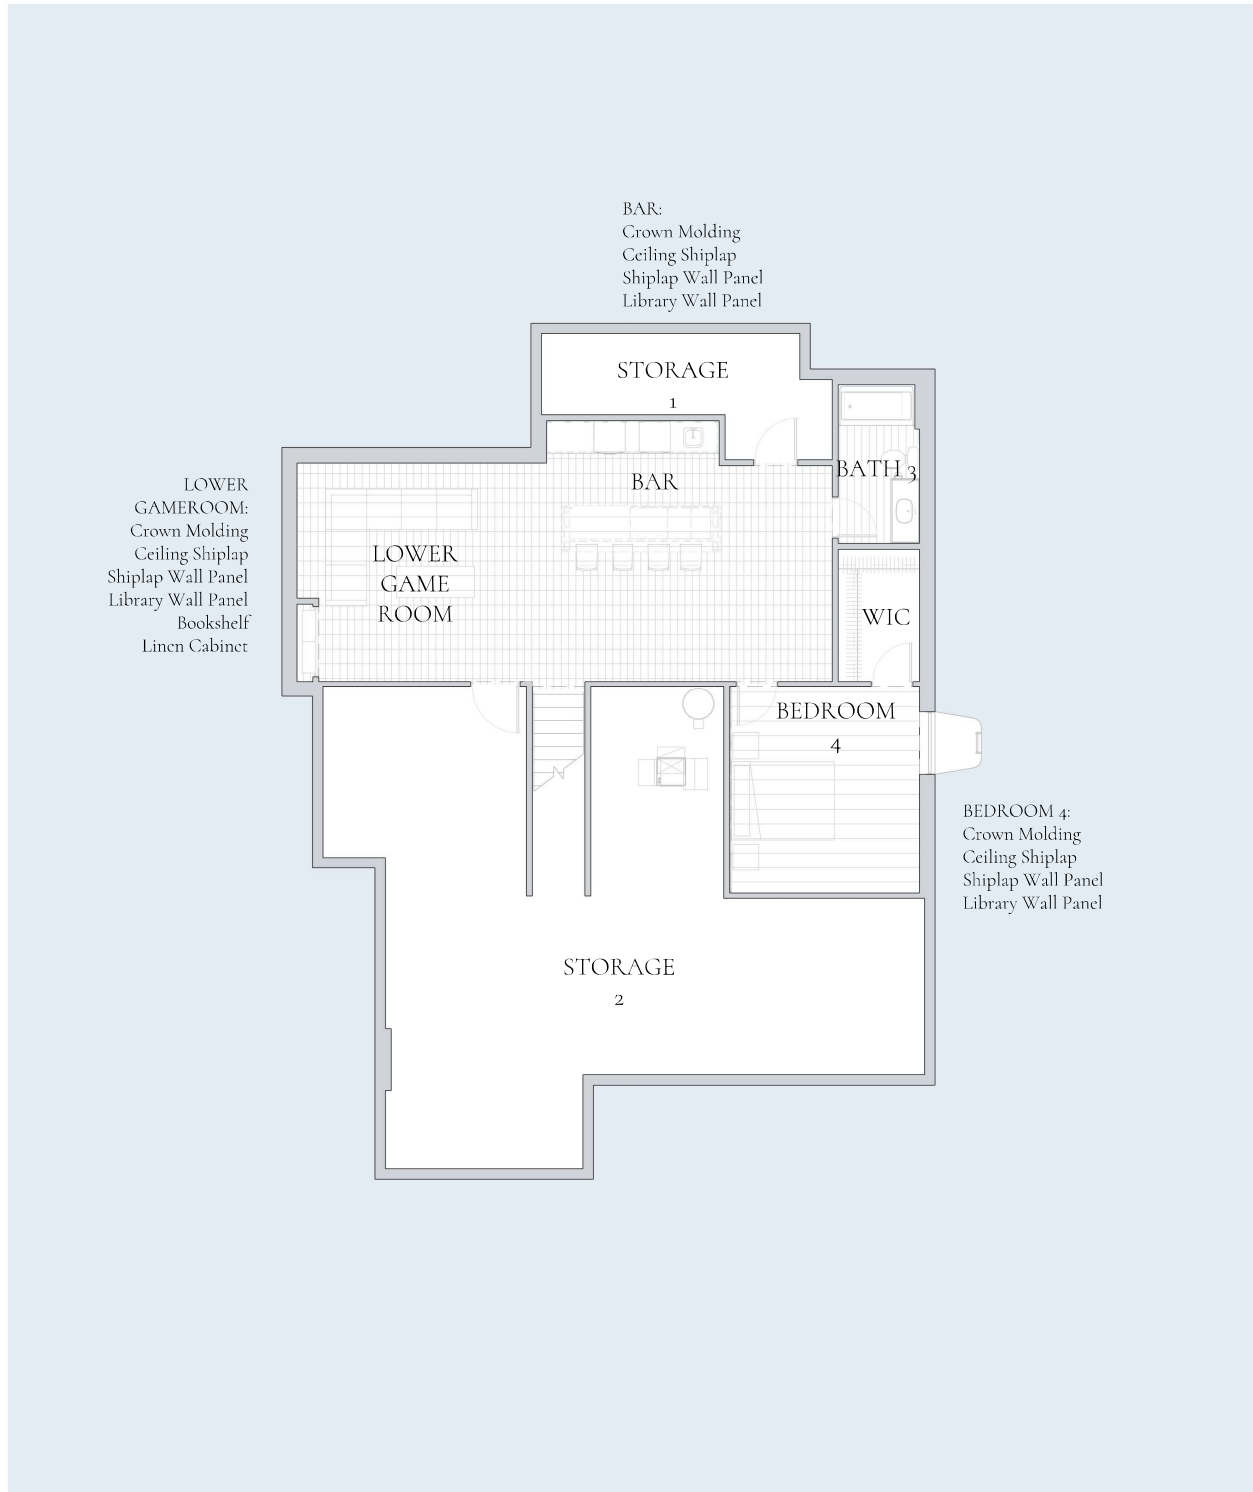 BAR:
Crown Molding
Ceiling Shiplap
Shiplap Wall Panel
Library Wall Panel
STORAGE
1
BATH 3
BAR
LOWER
GAMEROOM:
Crown Molding
Ceiling Shiplap
Shiplap Wall Panel
Library Wall Panel
Bookshelf
Linen Cabinet
LOWER
GAME
ROOM
WIC
BEDROOM
4
BEDROOM 4:
Crown Molding
Ceiling Shiplap
Shiplap Wall Panel
Library Wall Panel
STORAGE
2